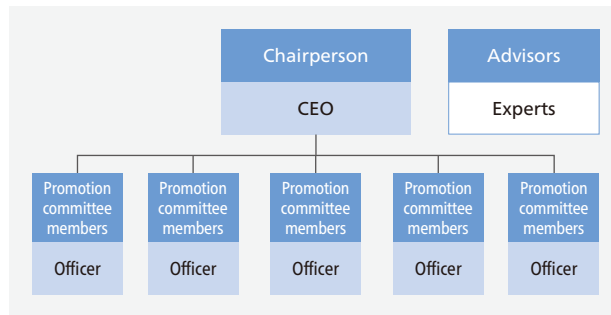 Chairperson
CEO
Advisors
Experts
Promotion
committee
members
Officer
Promotion
committee
members
Officer
Promotion
committee
members
Officer
Promotion
committee
members
Officer
Promotion
committee
members
Officer